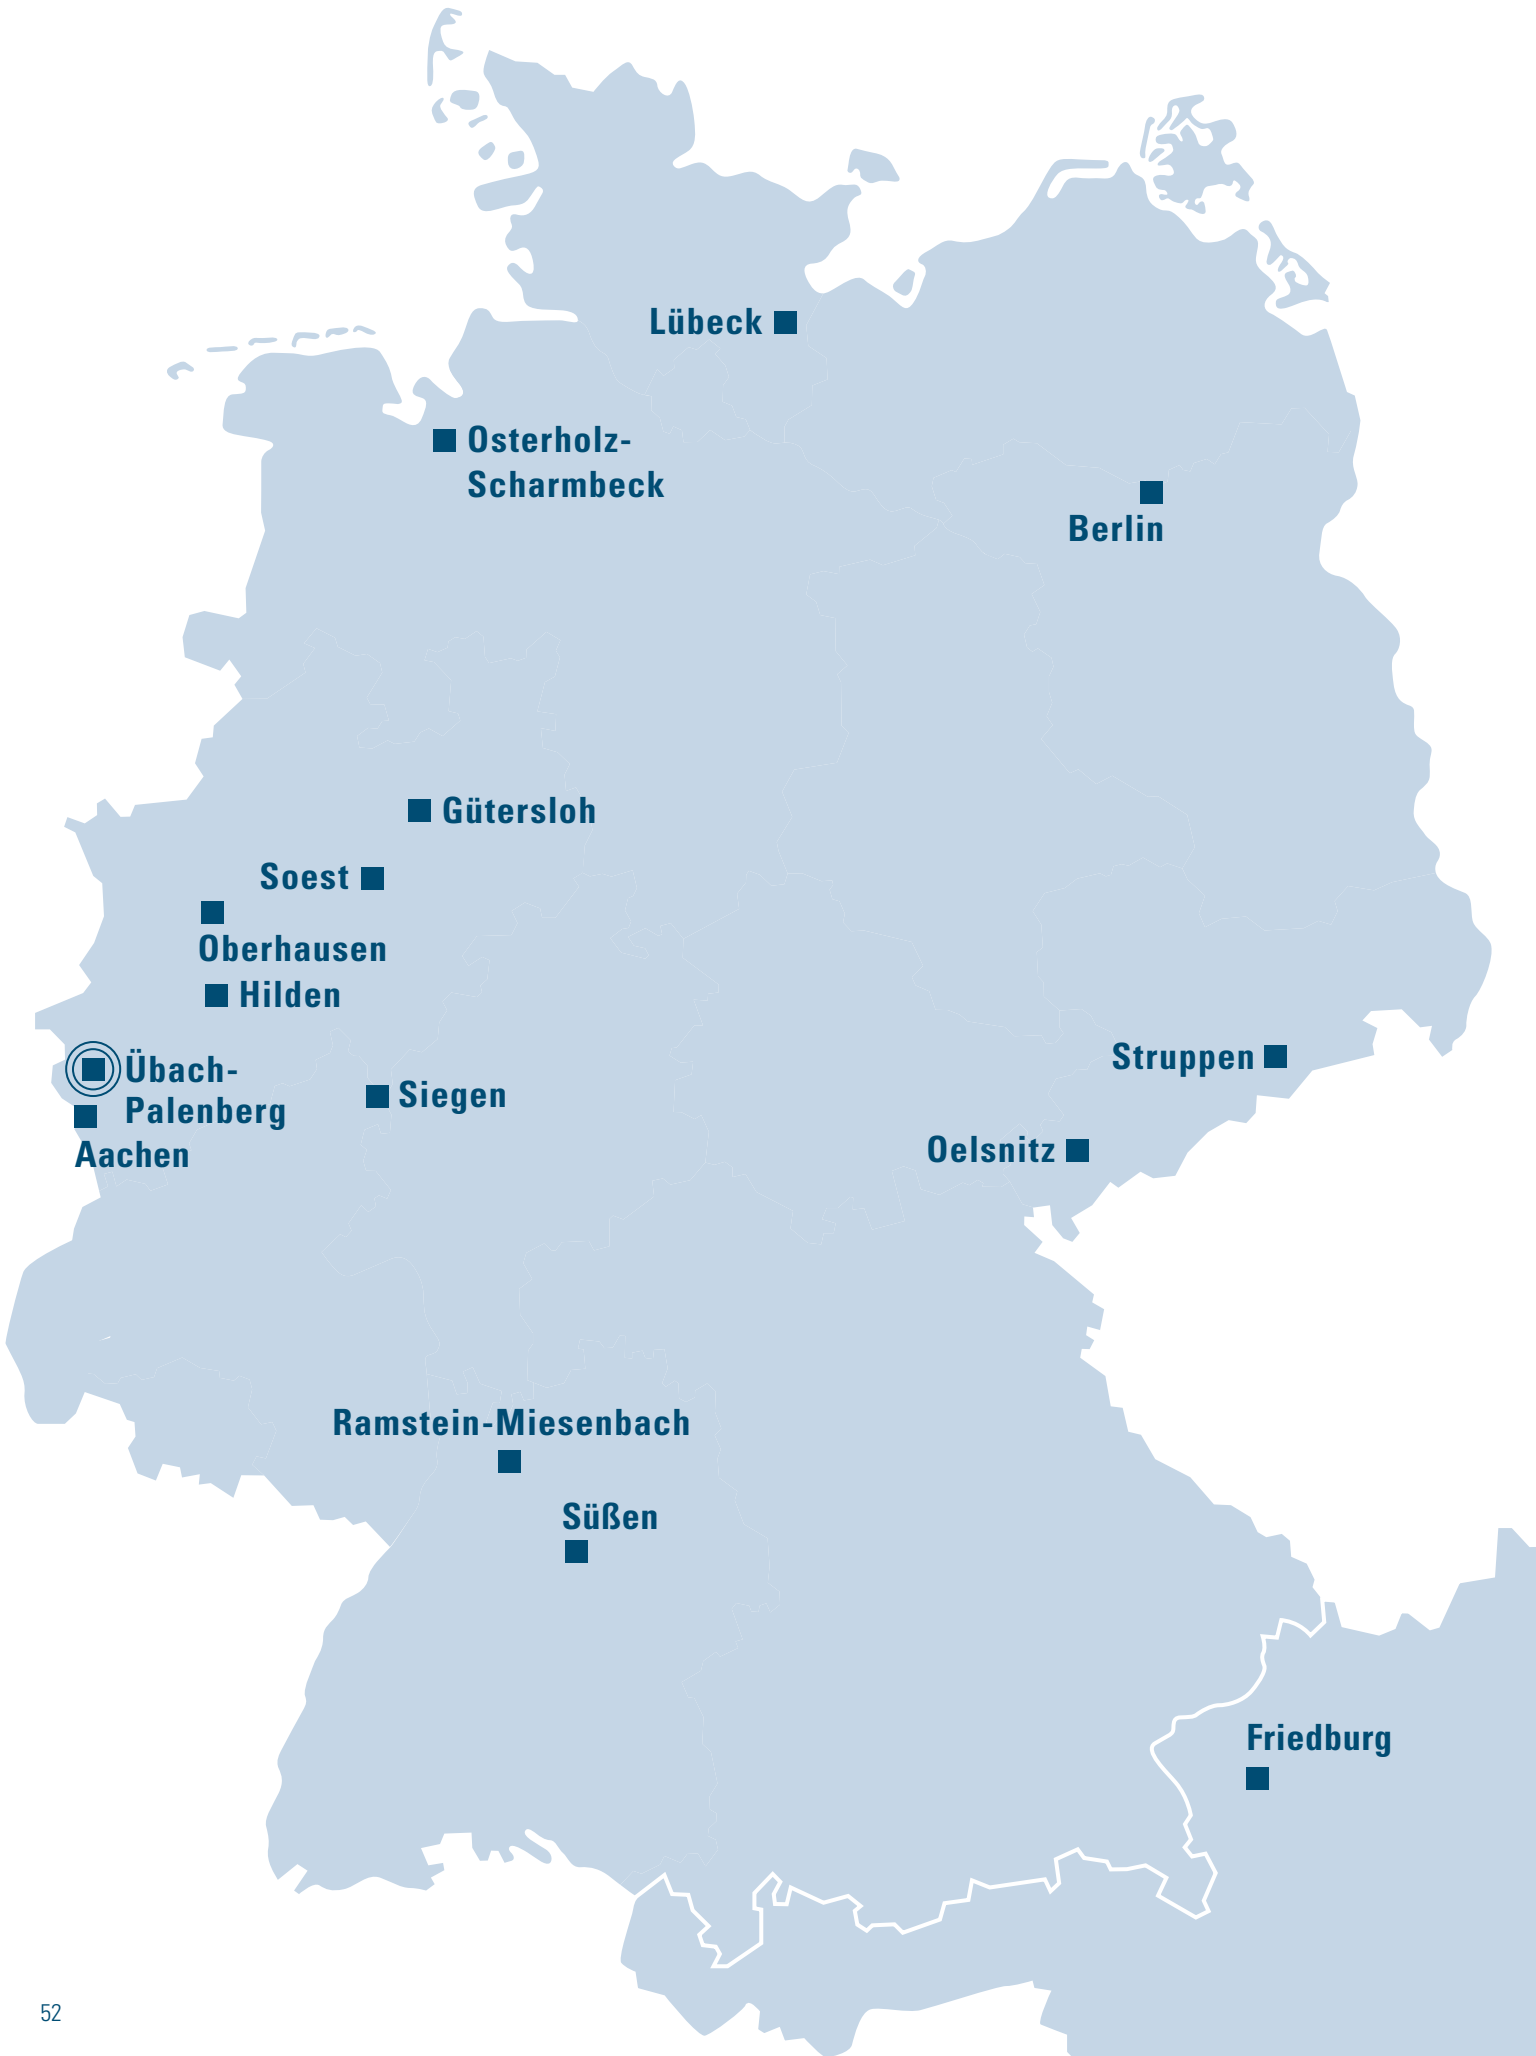 Lübeck
Osterholz-
Scharmbeck
Berlin
Gütersloh
Soest
Oberhausen
Hilden
Struppen
Übach-
Palenberg
Siegen
Aachen
Oelsnitz
Ramstein-Miesenbach
Süßen
Friedburg
52